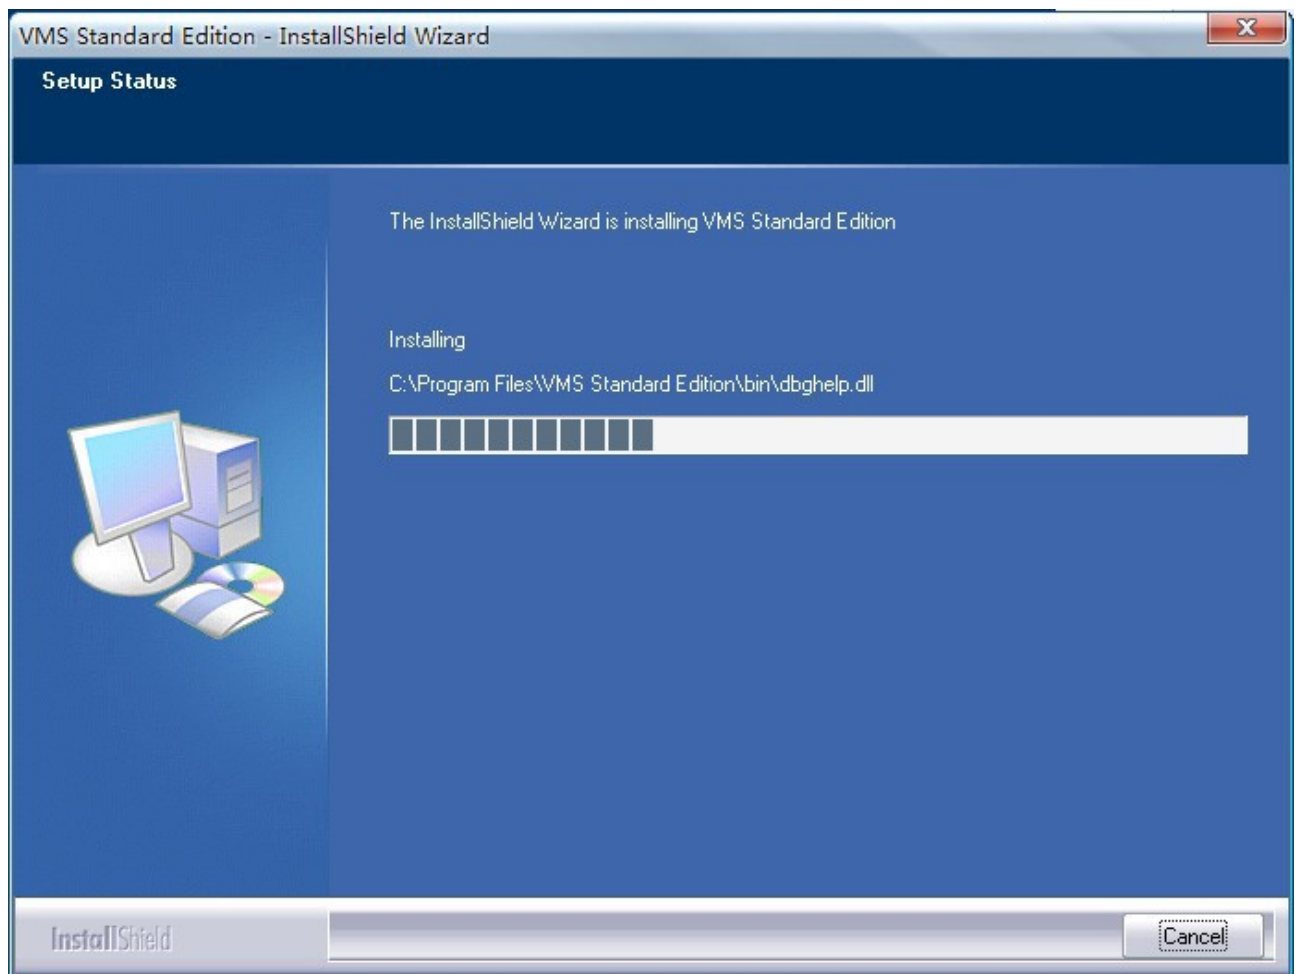 VMS Standard Edition - InstallShield Wizard
Setup Status
The InstallShield Wizard is installing VMS Standard Edition
Installing
C:\Program Files\VMS Standard Edition\bin\dbghelp.dll
InstallShield
Cancel